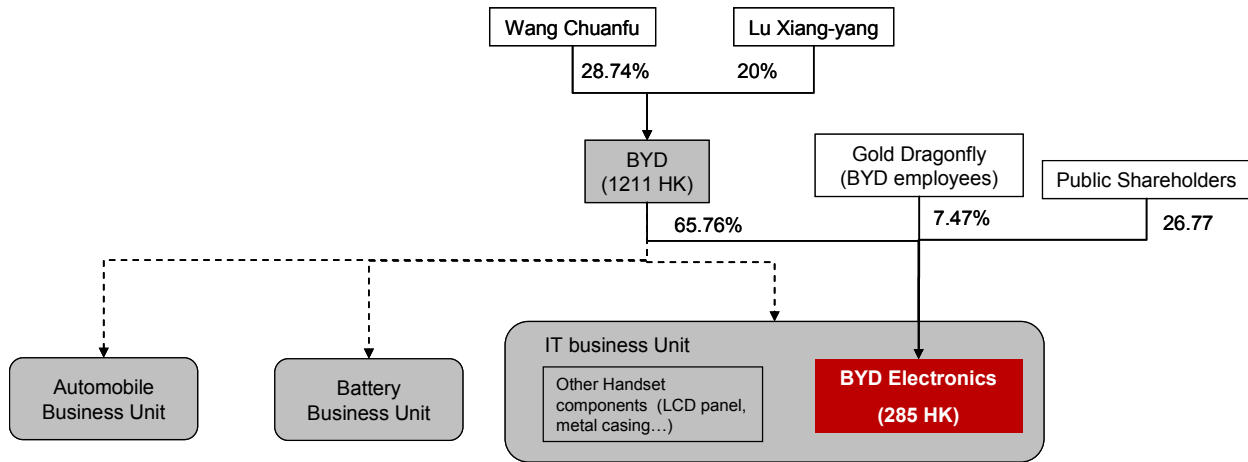 Wang Chuanfu
Lu Xiang-yang
28.74%
20%
BYD
(1211 HK)
Gold Dragonfly
(BYD employees)
Public Shareholders
65.76%
7.47%
26.77
Automobile
Business Unit
Battery
Business Unit
IT business Unit
Other Handset
components (LCD panel,
metal casing…)
BYD Electronics
(285 HK)